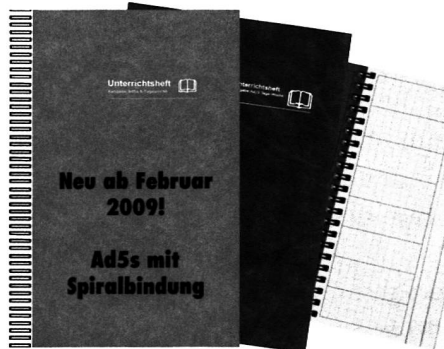 Unterrichtsheft
Neu ab Februar
2009!
Ad5s mit
Spiralbindung
Unterrichtsheft